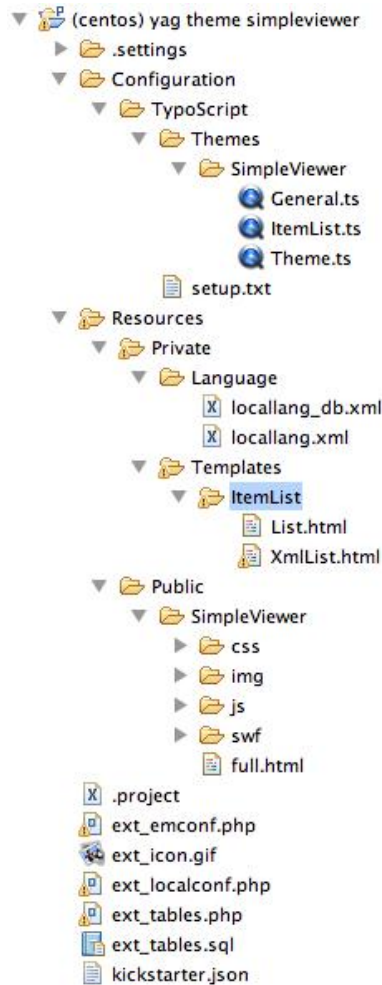 (centos) yag theme simpleviewer
.settings
Configuration
TypoScript
Themes
SimpleViewer
General.ts
ItemList.ts
Theme.ts
setup.txt
Resources
Private
Language
locallang_db.xml
locallang.xml
Templates
ItemList
List.html
XmlList.html
Public
SimpleViewer
css
img
js
swf
full.html
.project
ext_emconf.php
ext_icon.gif
ext_localconf.php
ext_tables.php
ext_tables.sql
kickstarter.json